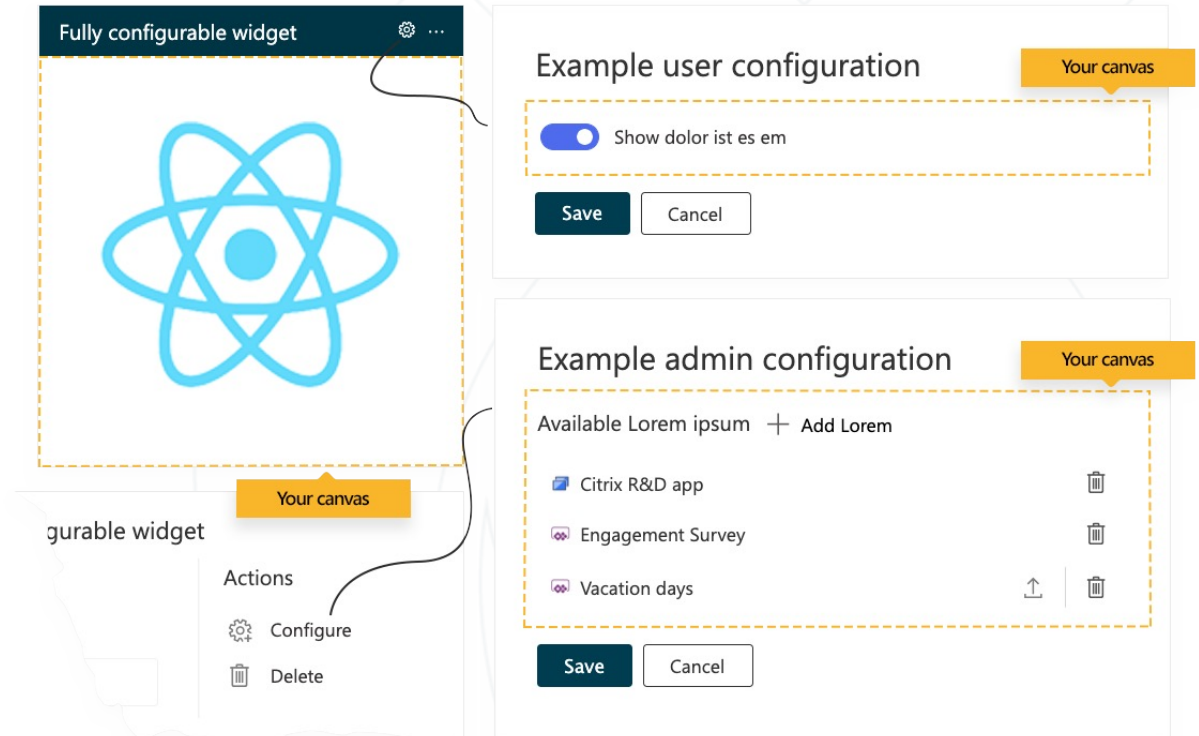 Fully configurable widget
Your canvas
gurable widget
Actions
Configure
Delete
Example user configuration
Your canvas
Show dolor ist es em
Save Cancel
Example admin configuration
Your canvas
Available Lorem ipsum Add Lorem
Citrix R&D app
Engagement Survey
Vacation days
Save Cancel